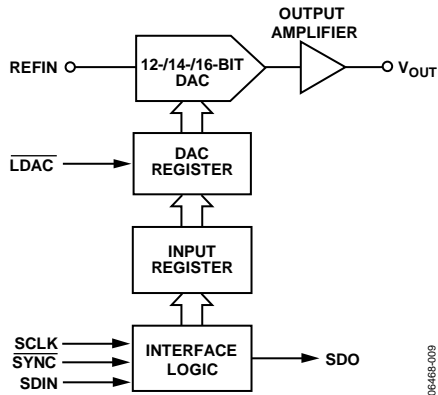 OUTPUT
AMPLIFIER
REFIN
12-/14-/16-BIT
DAC
VOUT
LDAC
DAC
REGISTER
INPUT
REGISTER
SCLK
SYNC
SDIN
INTERFACE
LOGIC
SDO
06468-009